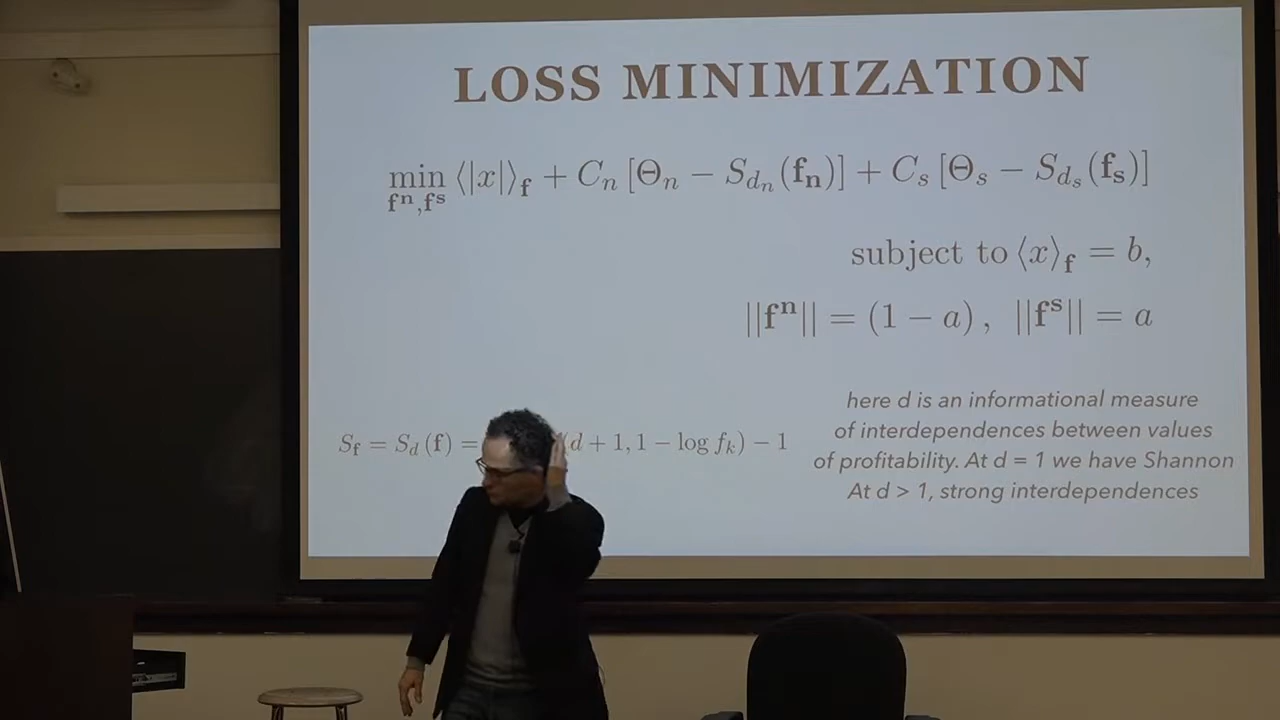 LOSS MINIMIZATION
min ⟨|x|⟩_f + C_n [Θ_n − S_{d_n}(f_n)] + C_s [Θ_s − S_{d_s}(f_s)]
f^n,f^s
subject to ⟨x⟩_f = b,
||f^n|| = (1 − a) , ||f^s|| = a
here d is an informational measure
of interdependences between values
of profitability. At d = 1 we have Shannon
At d > 1, strong interdependences
S_f = S_d (f) = (d + 1, 1 − log f_k) − 1